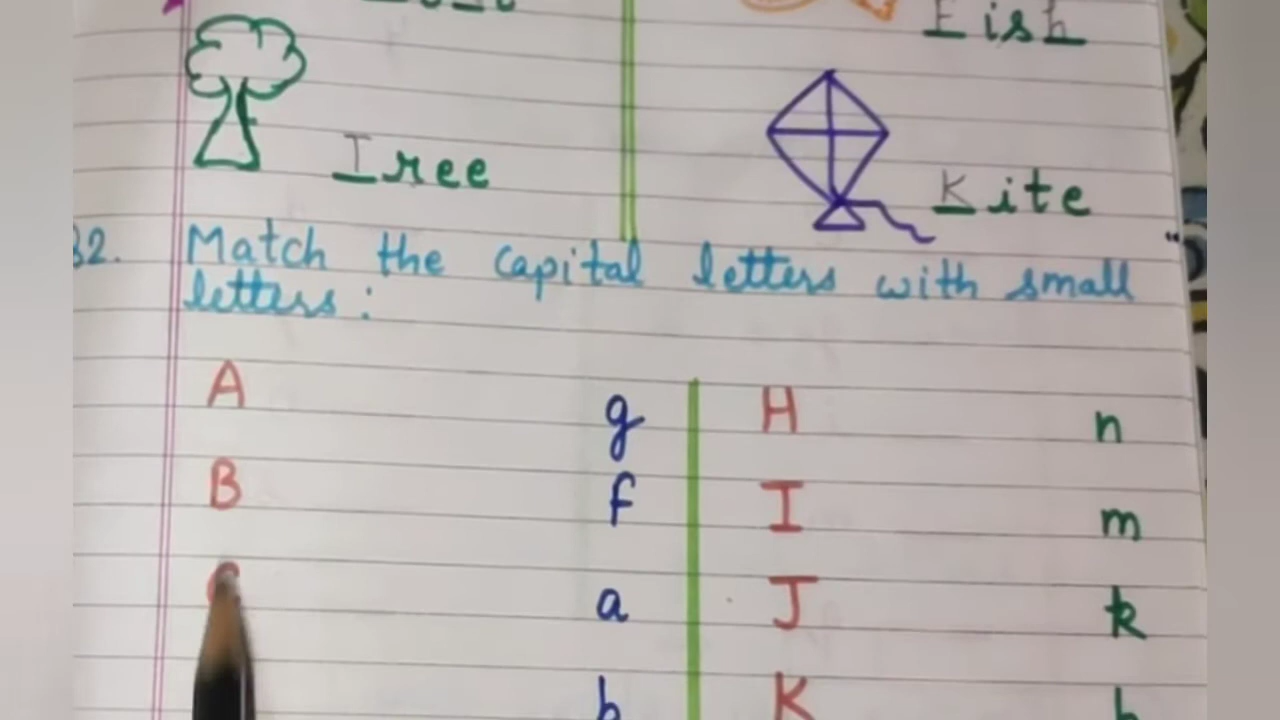 Fish
Tree
Kite
32. Match the capital letters with small
letters :
A g H n
B f I m
C a J k
b K h